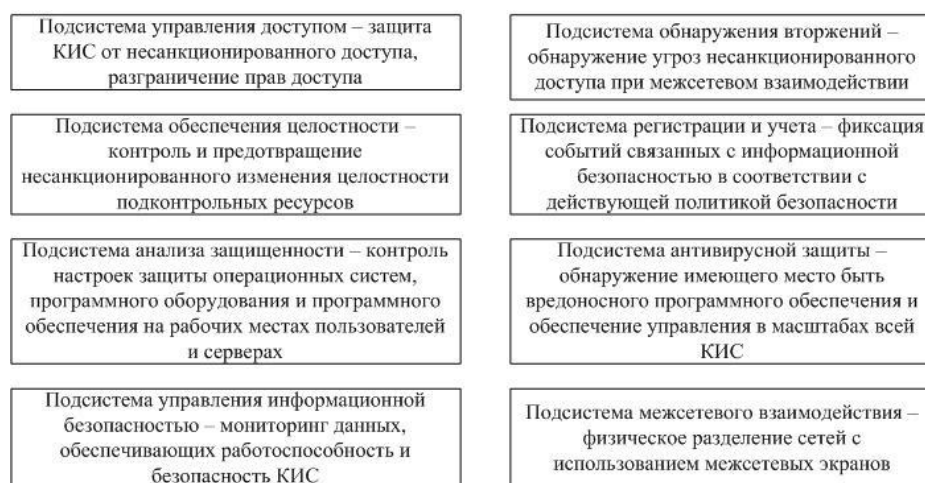 Подсистема управления доступом – защита
КИС от несанкционированного доступа,
разграничение прав доступа
Подсистема обнаружения вторжений –
обнаружение угроз несанкционированного
доступа при межсетевом взаимодействии
Подсистема обеспечения целостности –
контроль и предотвращение
несанкционированного изменения целостности
подконтрольных ресурсов
Подсистема регистрации и учета – фиксация
событий связанных с информационной
безопасностью в соответствии с
действующей политикой безопасности
Подсистема анализа защищенности – контроль
настроек защиты операционных систем,
программного оборудования и программного
обеспечения на рабочих местах пользователей
и серверах
Подсистема антивирусной защиты –
обнаружение имеющего место быть
вредоносного программного обеспечения и
обеспечение управления в масштабах всей
КИС
Подсистема управления информационной
безопасностью – мониторинг данных,
обеспечивающих работоспособность и
безопасность КИС
Подсистема межсетевого взаимодействия –
физическое разделение сетей с
использованием межсетевых экранов